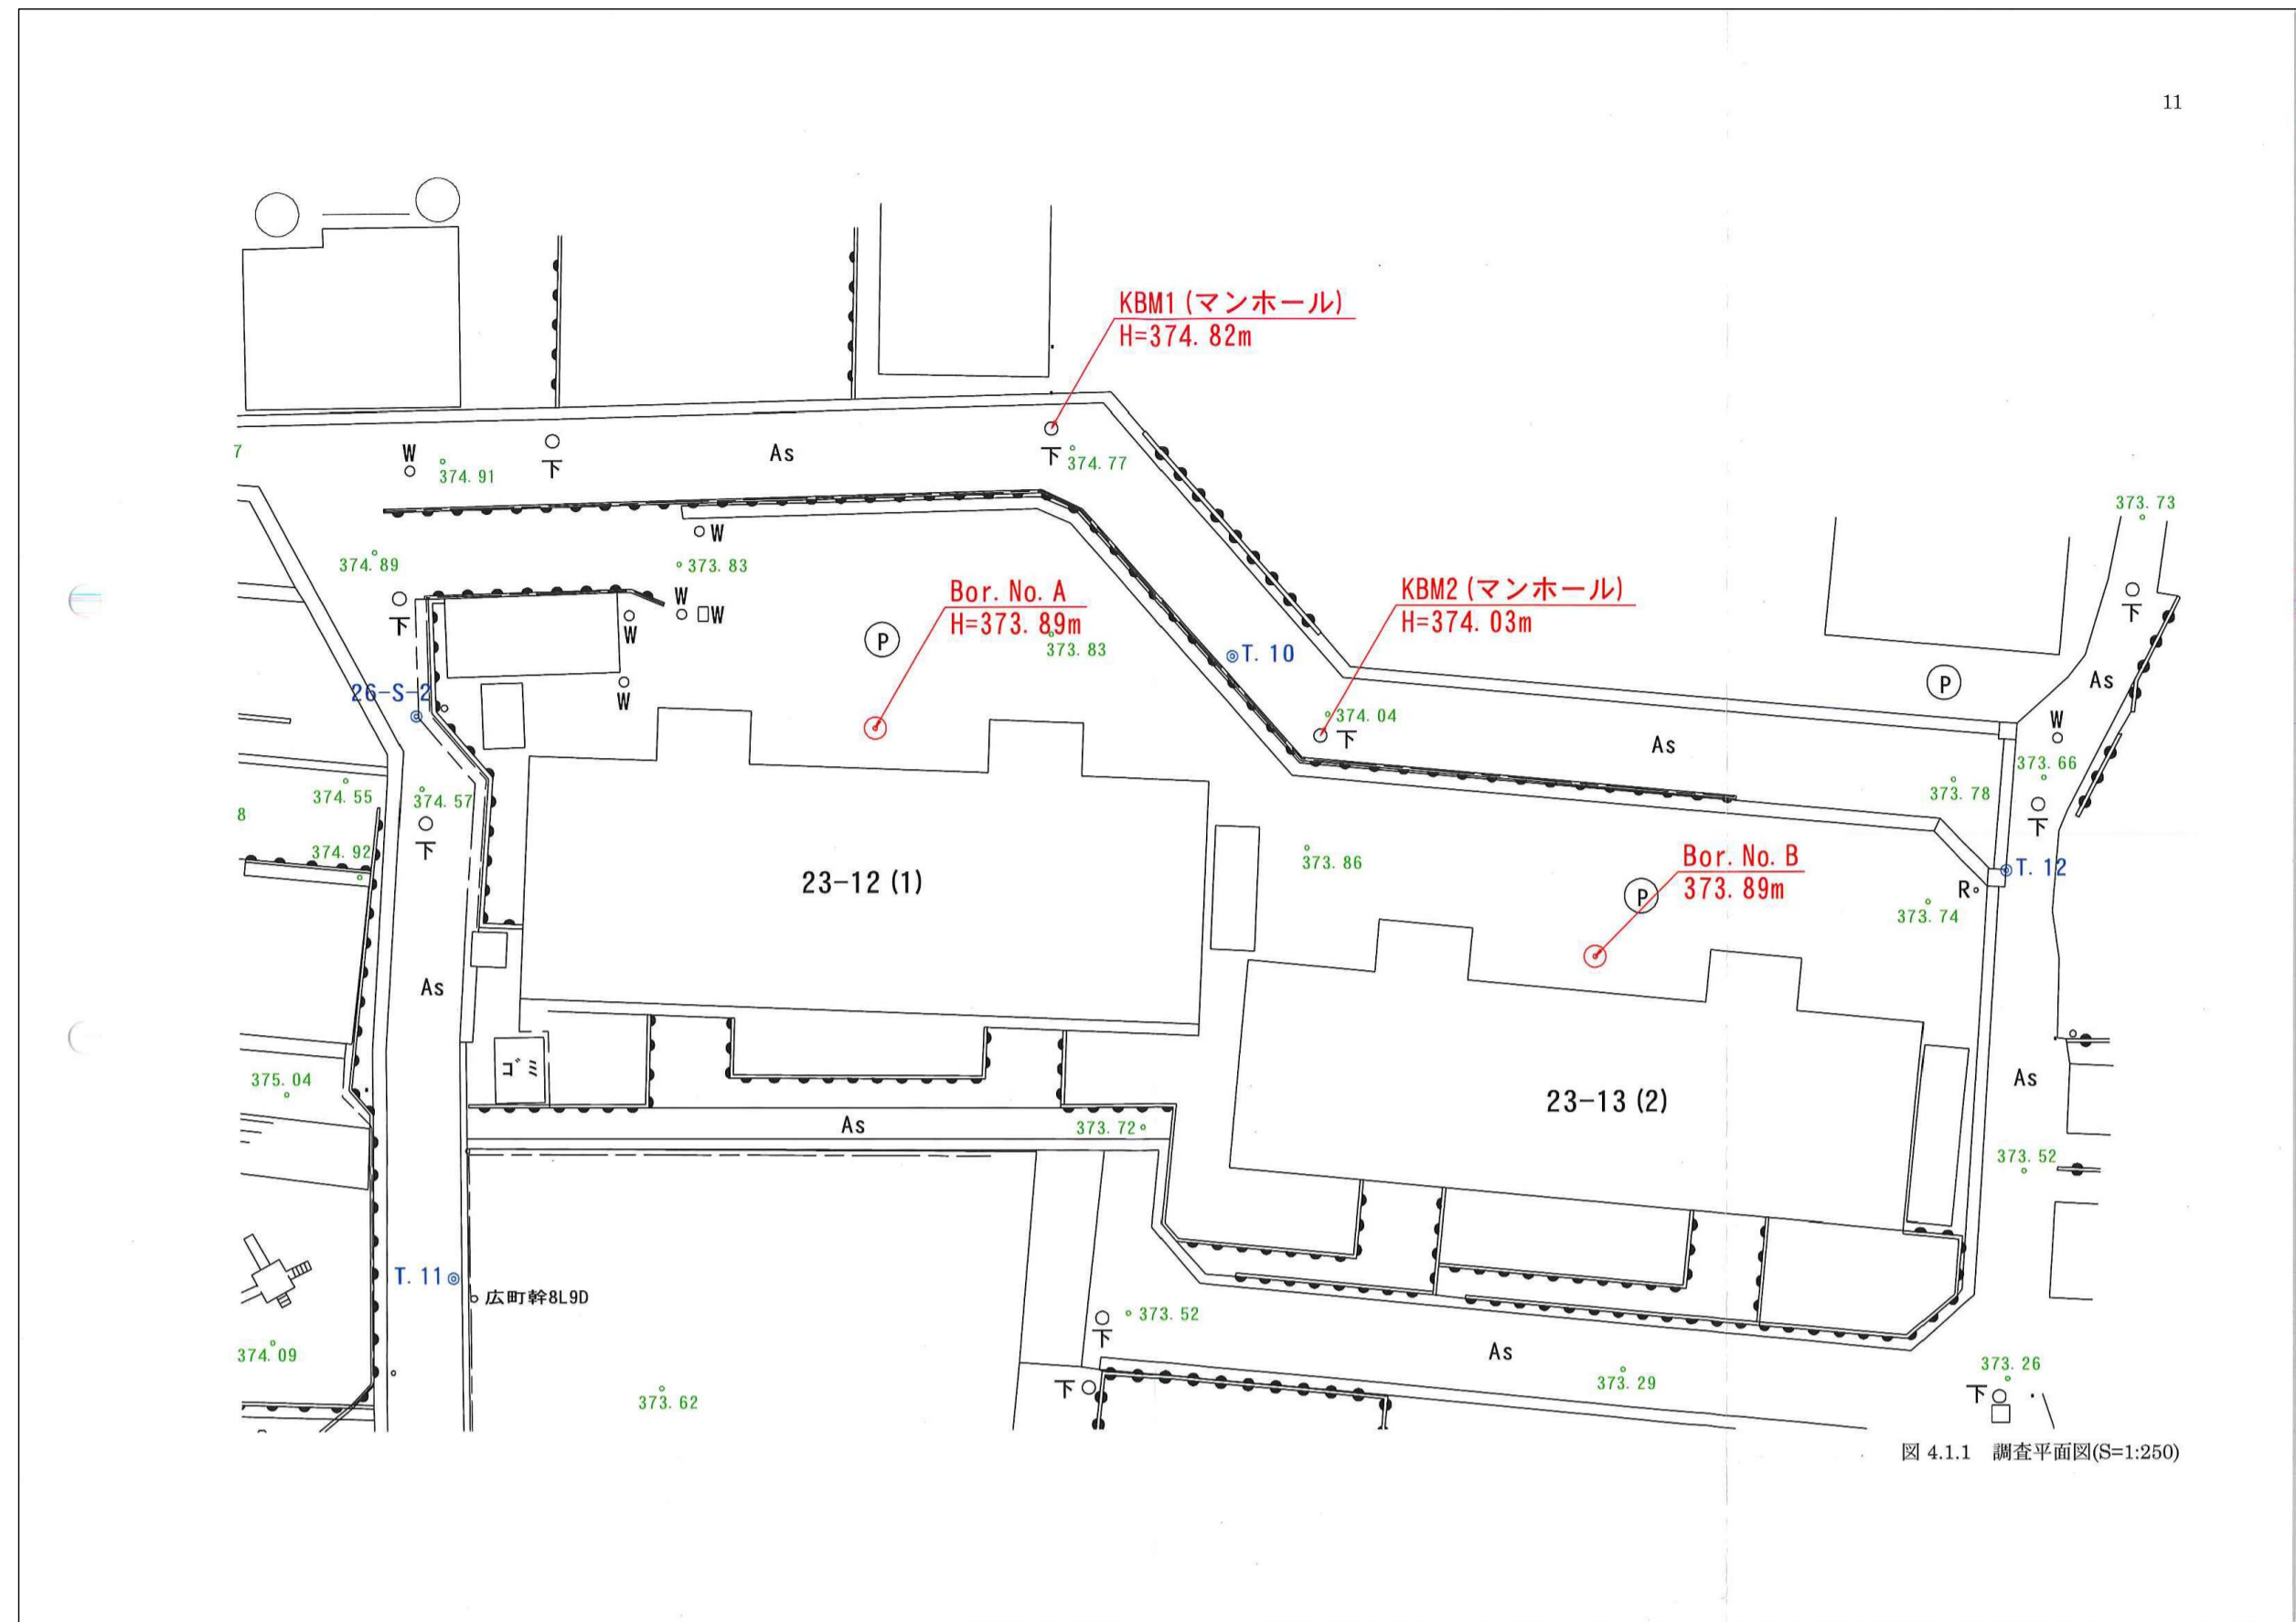 11
KBM1 (マンホール)
H=374. 82m
7
W
374. 91
下
As
下
374. 77
373. 73
W
374. 89
373. 83
下
W
W
W
下
Bor. No. A
H=373. 89m
373. 83
P
KBM2 (マンホール)
H=374. 03m
T. 10
26-S-2
W
P
As
374. 04
下
As
W
373. 66
373. 78
下
374. 55
374. 57
8
下
374. 92
23-12 (1)
373. 86
Bor. No. B
373. 89m
P
T. 12
R
373. 74
As
ゴミ
375. 04
As
23-13 (2)
As
373. 72
373. 52
T. 11
広町幹8L9D
373. 52
下
374. 09
As
373. 29
373. 26
下
下
373. 62
図 4.1.1 調査平面図(S=1:250)